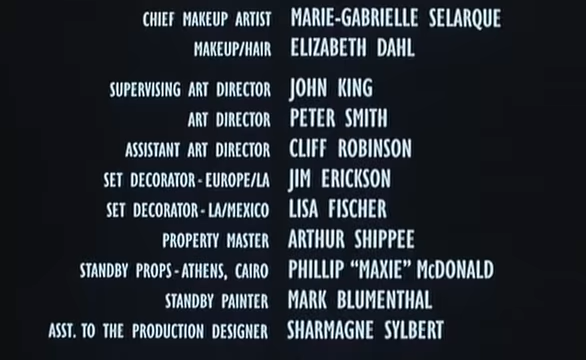 CHIEF MAKEUP ARTIST MARIE-GABRIELLE SELARQUE
MAKEUP/HAIR ELIZABETH DAHL
SUPERVISING ART DIRECTOR JOHN KING
ART DIRECTOR PETER SMITH
ASSISTANT ART DIRECTOR CLIFF ROBINSON
SET DECORATOR-EUROPE/LA JIM ERICKSON
SET DECORATOR-LA/MEXICO LISA FISCHER
PROPERTY MASTER ARTHUR SHIPPEE
STANDBY PROPS-ATHENS, CAIRO PHILLIP “MAXIE” McDONALD
STANDBY PAINTER MARK BLUMENTHAL
ASST. TO THE PRODUCTION DESIGNER SHARMAGNE SYLBERT